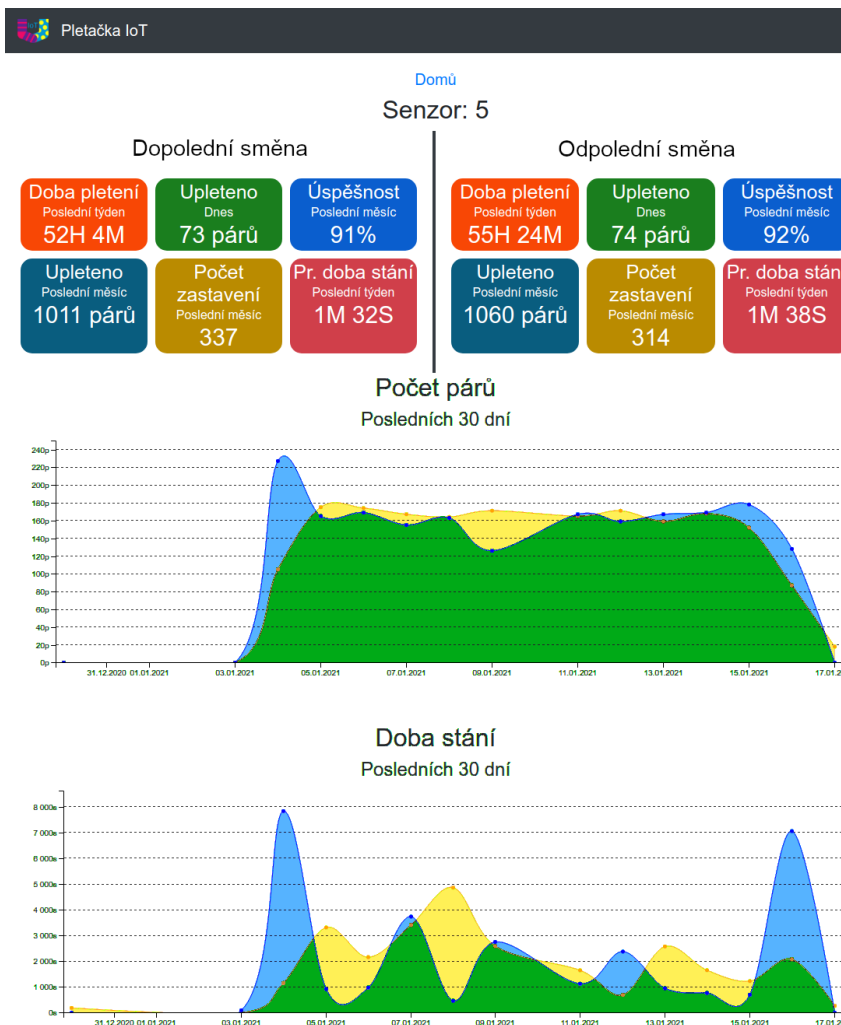 IoT
Pletačka IoT
Domů
Senzor: 5
Dopolední směna
Doba pletení
Poslední týden
52H 4M
Upleteno
Dnes
73 párů
Úspěšnost
Poslední měsíc
91%
Upleteno
Poslední měsíc
1011 párů
Počet
zastavení
Poslední měsíc
337
Pr. doba stání
Poslední týden
1M 32S
Odpolední směna
Doba pletení
Poslední týden
55H 24M
Upleteno
Dnes
74 párů
Úspěšnost
Poslední měsíc
92%
Upleteno
Poslední měsíc
1060 párů
Počet
zastavení
Poslední měsíc
314
Pr. doba stán
Poslední týden
1M 38S
Počet párů
Posledních 30 dní
240p
220p
200p
180p
160p
140p
120p
100p
80p
60p
40p
20p
0p
31.12.2020 01.01.2021 03.01.2021 05.01.2021 07.01.2021 09.01.2021 11.01.2021 13.01.2021 15.01.2021 17.01.2
Doba stání
Posledních 30 dní
8 000s
7 000s
6 000s
5 000s
4 000s
3 000s
2 000s
1 000s
0s
31.12.2020 01.01.2021 03.01.2021 05.01.2021 07.01.2021 09.01.2021 11.01.2021 13.01.2021 15.01.2021 17.01.2